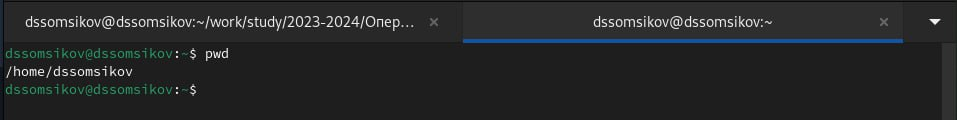 dssomsikov@dssomsikov:~/work/study/2023-2024/Опер...
dssomsikov@dssomsikov:~
dssomsikov@dssomsikov:~$ pwd
/home/dssomsikov
dssomsikov@dssomsikov:~$